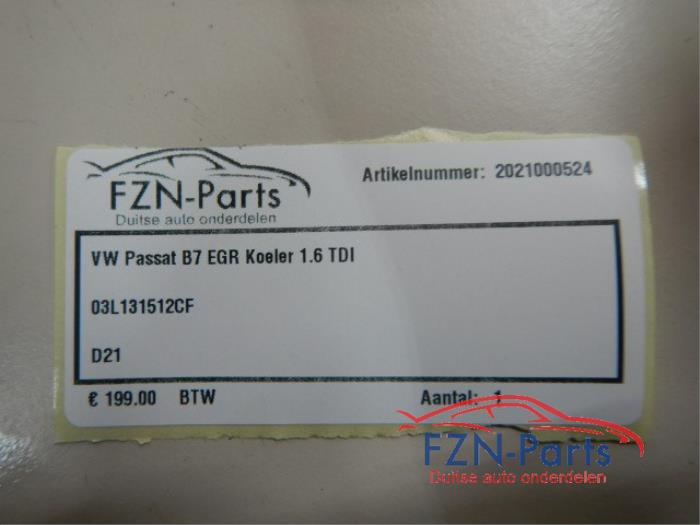 FZN-Parts
Duitse auto onderdelen
Artikelnummer: 2021000524
VW Passat B7 EGR Koeler 1.6 TDI
03L131512CF
D21
€ 199.00 BTW Aantal: 1
FZN-Parts
Duitse auto onderdelen